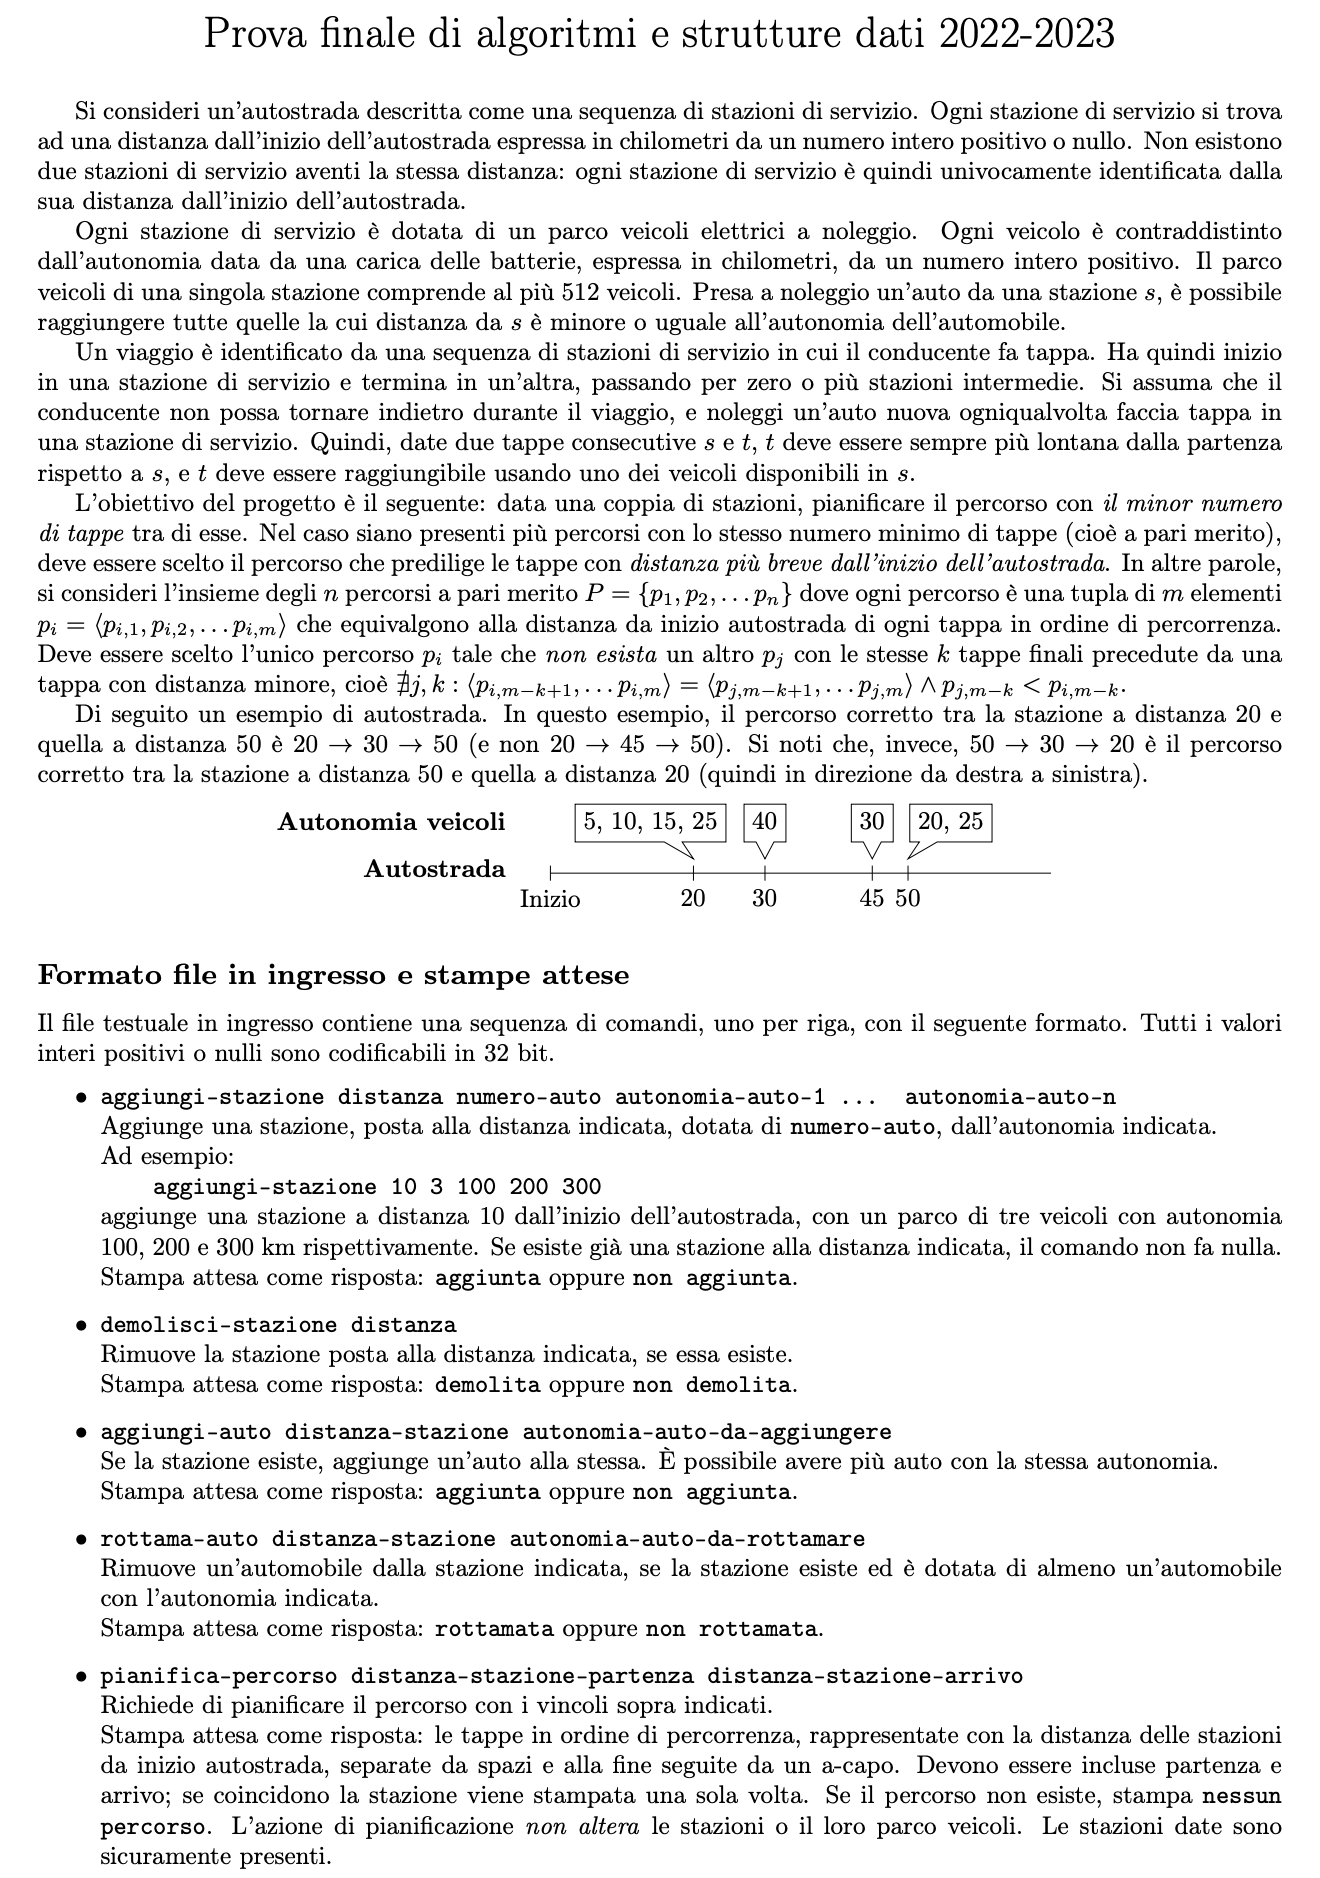 Prova finale di algoritmi e strutture dati 2022-2023
Si consideri un'autostrada descritta come una sequenza di stazioni di servizio. Ogni stazione di servizio si trova
ad una distanza dall'inizio dell'autostrada espressa in chilometri da un numero intero positivo o nullo. Non esistono
due stazioni di servizio aventi la stessa distanza: ogni stazione di servizio è quindi univocamente identificata dalla
sua distanza dall'inizio dell'autostrada.
Ogni stazione di servizio è dotata di un parco veicoli elettrici a noleggio. Ogni veicolo è contraddistinto
dall'autonomia data da una carica delle batterie, espressa in chilometri, da un numero intero positivo. Il parco
veicoli di una singola stazione comprende al più 512 veicoli. Presa a noleggio un'auto da una stazione s, è possibile
raggiungere tutte quelle la cui distanza da s è minore o uguale all'autonomia dell'automobile.
Un viaggio è identificato da una sequenza di stazioni di servizio in cui il conducente fa tappa. Ha quindi inizio
in una stazione di servizio e termina in un'altra, passando per zero o più stazioni intermedie. Si assuma che il
conducente non possa tornare indietro durante il viaggio, e noleggi un'auto nuova ogniqualvolta faccia tappa in
una stazione di servizio. Quindi, date due tappe consecutive s e t, t deve essere sempre più lontana dalla partenza
rispetto a s, e t deve essere raggiungibile usando uno dei veicoli disponibili in s.
L'obiettivo del progetto è il seguente: data una coppia di stazioni, pianificare il percorso con il minor numero
di tappe tra di esse. Nel caso siano presenti più percorsi con lo stesso numero minimo di tappe (cioè a pari merito),
deve essere scelto il percorso che predilige le tappe con distanza più breve dall'inizio dell'autostrada. In altre parole,
si consideri l'insieme degli n percorsi a pari merito P = {p₁, p₂, … pₙ} dove ogni percorso è una tupla di m elementi
pᵢ = ⟨pᵢ,₁, pᵢ,₂, … pᵢ,ₘ⟩ che equivalgono alla distanza da inizio autostrada di ogni tappa in ordine di percorrenza.
Deve essere scelto l'unico percorso pᵢ tale che non esista un altro pⱼ con le stesse k tappe finali precedute da una
tappa con distanza minore, cioè ∄j, k : ⟨pᵢ,ₘ₋ₖ₊₁, … pᵢ,ₘ⟩ = ⟨pⱼ,ₘ₋ₖ₊₁, … pⱼ,ₘ⟩ ∧ pⱼ,ₘ₋ₖ < pᵢ,ₘ₋ₖ.
Di seguito un esempio di autostrada. In questo esempio, il percorso corretto tra la stazione a distanza 20 e
quella a distanza 50 è 20 → 30 → 50 (e non 20 → 45 → 50). Si noti che, invece, 50 → 30 → 20 è il percorso
corretto tra la stazione a distanza 50 e quella a distanza 20 (quindi in direzione da destra a sinistra).
Autonomia veicoli 5, 10, 15, 25 40 30 20, 25
Autostrada
Inizio 20 30 45 50
Formato file in ingresso e stampe attese
Il file testuale in ingresso contiene una sequenza di comandi, uno per riga, con il seguente formato. Tutti i valori
interi positivi o nulli sono codificabili in 32 bit.
• aggiungi-stazione distanza numero-auto autonomia-auto-1 ... autonomia-auto-n
Aggiunge una stazione, posta alla distanza indicata, dotata di numero-auto, dall'autonomia indicata.
Ad esempio:
aggiungi-stazione 10 3 100 200 300
aggiunge una stazione a distanza 10 dall'inizio dell'autostrada, con un parco di tre veicoli con autonomia
100, 200 e 300 km rispettivamente. Se esiste già una stazione alla distanza indicata, il comando non fa nulla.
Stampa attesa come risposta: aggiunta oppure non aggiunta.
• demolisci-stazione distanza
Rimuove la stazione posta alla distanza indicata, se essa esiste.
Stampa attesa come risposta: demolita oppure non demolita.
• aggiungi-auto distanza-stazione autonomia-auto-da-aggiungere
Se la stazione esiste, aggiunge un'auto alla stessa. È possibile avere più auto con la stessa autonomia.
Stampa attesa come risposta: aggiunta oppure non aggiunta.
• rottama-auto distanza-stazione autonomia-auto-da-rottamare
Rimuove un'automobile dalla stazione indicata, se la stazione esiste ed è dotata di almeno un'automobile
con l'autonomia indicata.
Stampa attesa come risposta: rottamata oppure non rottamata.
• pianifica-percorso distanza-stazione-partenza distanza-stazione-arrivo
Richiede di pianificare il percorso con i vincoli sopra indicati.
Stampa attesa come risposta: le tappe in ordine di percorrenza, rappresentate con la distanza delle stazioni
da inizio autostrada, separate da spazi e alla fine seguite da un a-capo. Devono essere incluse partenza e
arrivo; se coincidono la stazione viene stampata una sola volta. Se il percorso non esiste, stampa nessun
percorso. L'azione di pianificazione non altera le stazioni o il loro parco veicoli. Le stazioni date sono
sicuramente presenti.